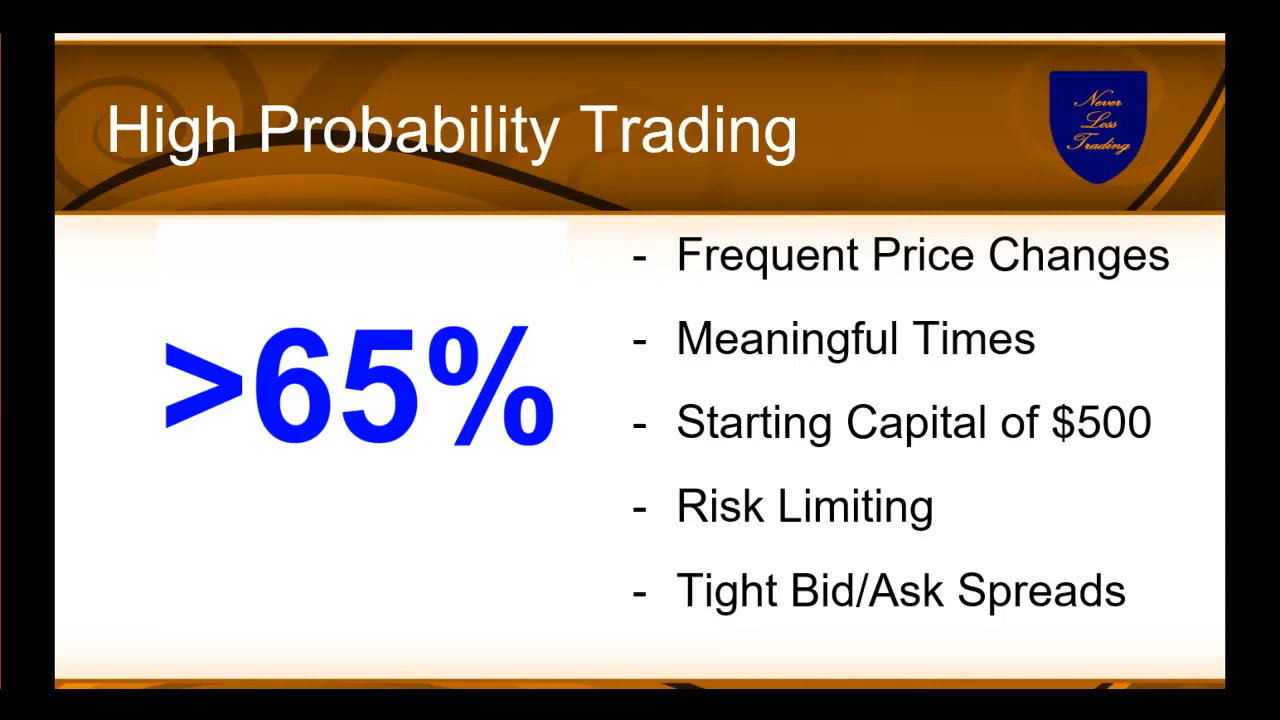 High Probability Trading
Never
Loss
Trading
>65%
- Frequent Price Changes
- Meaningful Times
- Starting Capital of $500
- Risk Limiting
- Tight Bid/Ask Spreads